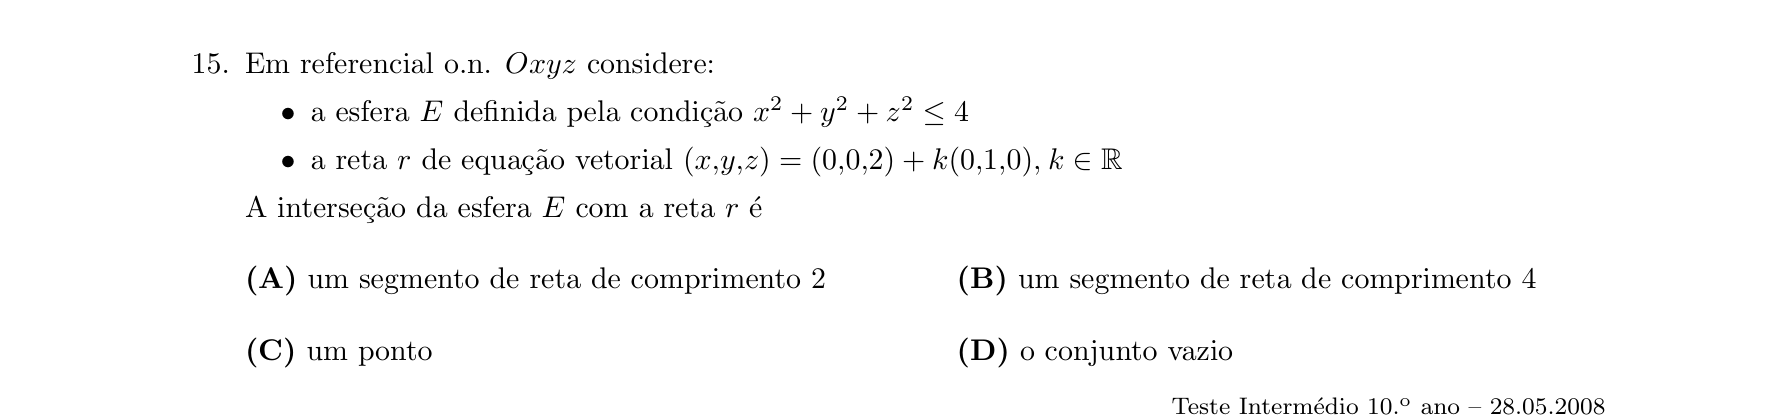 15. Em referencial o.n. Oxyz considere:
• a esfera E definida pela condição x² + y² + z² ≤ 4
• a reta r de equação vetorial (x,y,z) = (0,0,2) + k(0,1,0), k ∈ ℝ
A interseção da esfera E com a reta r é
(A) um segmento de reta de comprimento 2 (B) um segmento de reta de comprimento 4
(C) um ponto (D) o conjunto vazio
Teste Intermédio 10.º ano – 28.05.2008